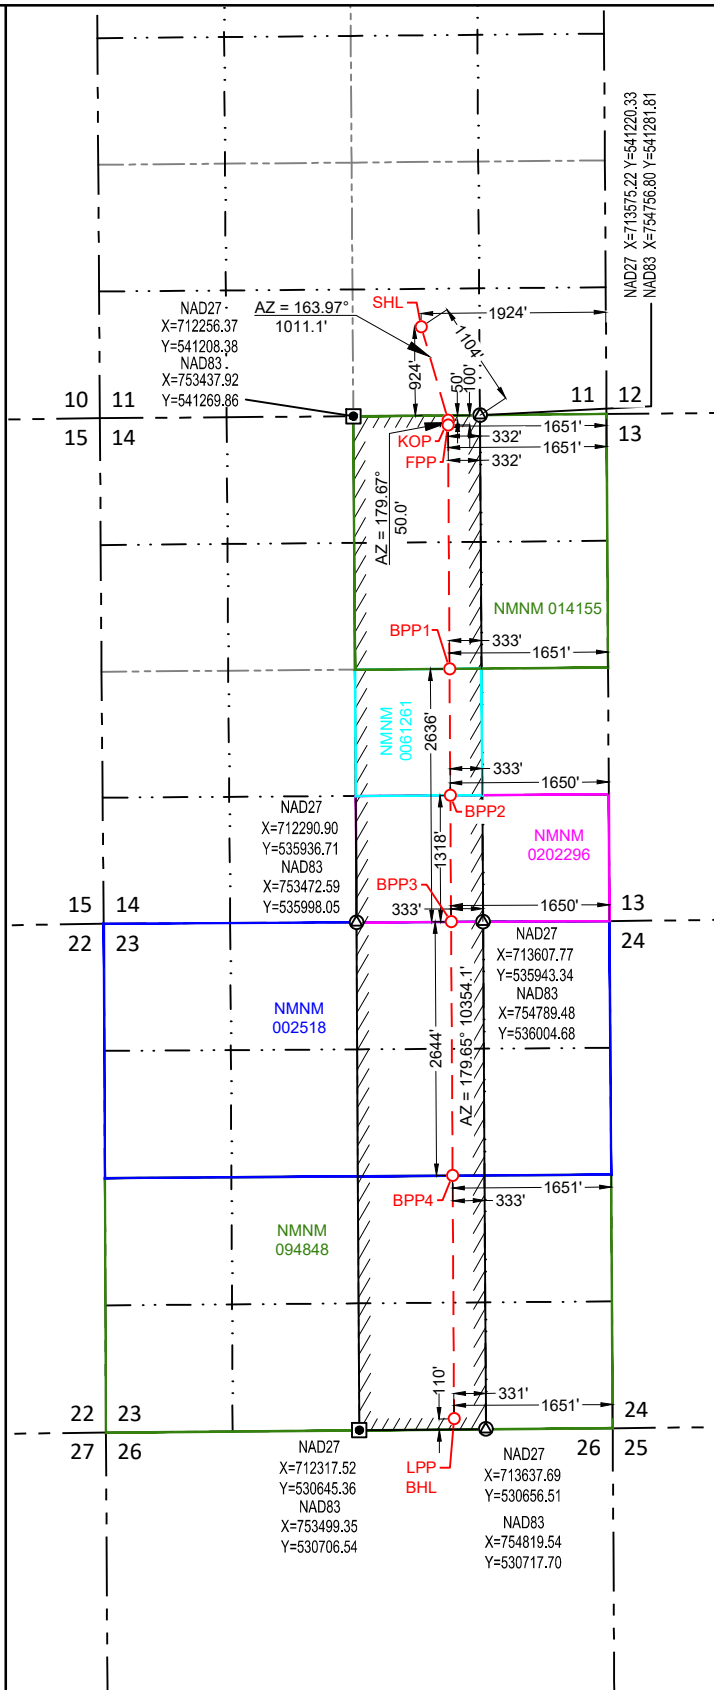 NAD27 X=713575.22 Y=541220.33
NAD83 X=754756.80 Y=541281.81
NAD27
X=712256.37
Y=541208.38
NAD83
X=753437.92
Y=541269.86
AZ = 163.97°
1011.1'
SHL
1924'
1104'
924'
50'
100'
10 11
15 14
11 12
13
KOP
FPP
1651'
332'
1651'
332'
AZ = 179.67°
50.0'
NMNM 014155
BPP1
333'
1651'
NMNM
0061261
2636'
333'
1650'
BPP2
NAD27
X=712290.90
Y=535936.71
NAD83
X=753472.59
Y=535998.05
1318'
NMNM
0202296
BPP3
333'
1650'
15 14
22 23
13
24
NAD27
X=713607.77
Y=535943.34
NAD83
X=754789.48
Y=536004.68
NMNM
002518
2644'
AZ = 179.65° 10354.1'
BPP4
1651'
333'
NMNM
094848
110'
331'
1651'
22 23
27 26
24
26 25
NAD27
X=712317.52
Y=530645.36
NAD83
X=753499.35
Y=530706.54
LPP
BHL
NAD27
X=713637.69
Y=530656.51
NAD83
X=754819.54
Y=530717.70